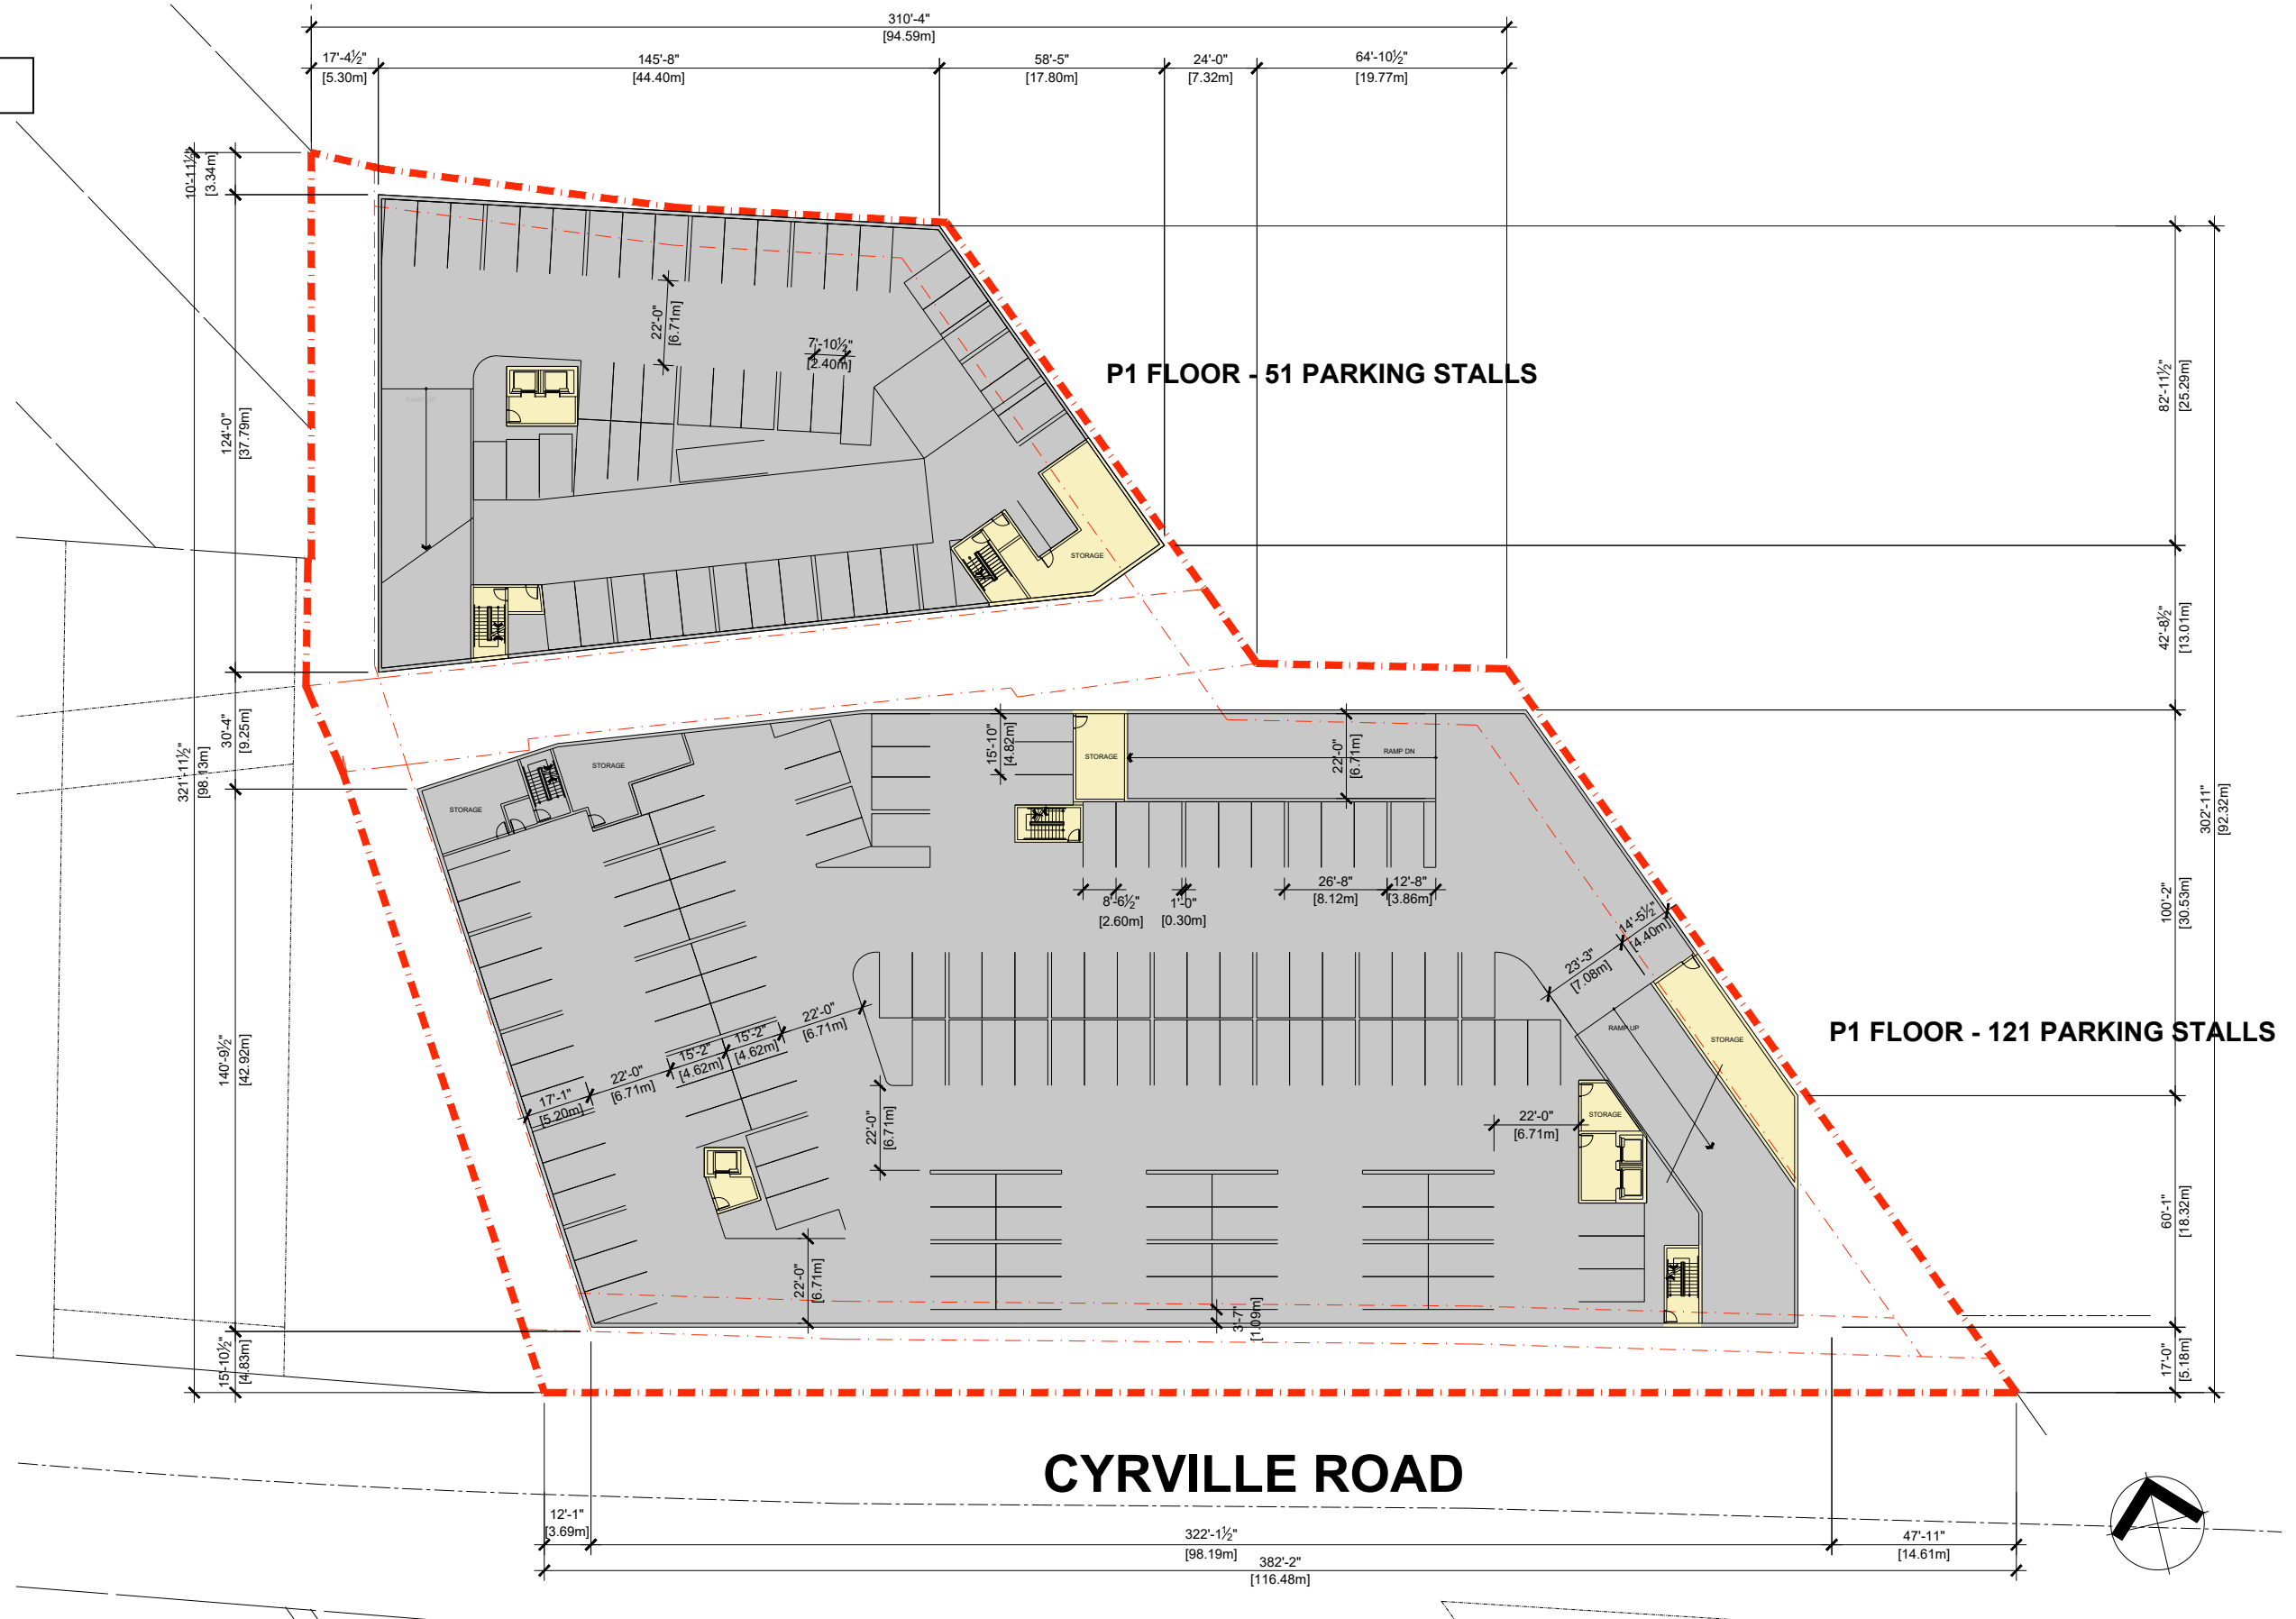 310'-4"
[94.59m]
17'-4½"
[5.30m]
145'-8"
[44.40m]
58'-5"
[17.80m]
24'-0"
[7.32m]
64'-10½"
[19.77m]
10'-11½"
[3.34m]
124'-0"
[37.79m]
30'-4"
[9.25m]
321'-11½"
[98.13m]
140'-9½"
[42.92m]
15'-10½"
[4.83m]
22'-0"
[6.71m]
7'-10½"
[2.40m]
RAMP UP
STORAGE
P1 FLOOR - 51 PARKING STALLS
82'-11½"
[25.29m]
42'-8½"
[13.01m]
302'-11"
[92.32m]
100'-2"
[30.53m]
60'-1"
[18.32m]
17'-0"
[5.18m]
STORAGE
STORAGE
15'-10"
[4.82m]
STORAGE
22'-0"
[6.71m]
RAMP DN
8'-6½"
[2.60m]
1'-0"
[0.30m]
26'-8"
[8.12m]
12'-8"
[3.86m]
14'-5½"
[4.40m]
23'-3"
[7.08m]
RAMP UP
STORAGE
P1 FLOOR - 121 PARKING STALLS
17'-1"
[5.20m]
22'-0"
[6.71m]
15'-2"
[4.62m]
15'-2"
[4.62m]
22'-0"
[6.71m]
22'-0"
[6.71m]
22'-0"
[6.71m]
STORAGE
22'-0"
[6.71m]
3'-7"
[1.09m]
CYRVILLE ROAD
12'-1"
[3.69m]
322'-1½"
[98.19m]
47'-11"
[14.61m]
382'-2"
[116.48m]